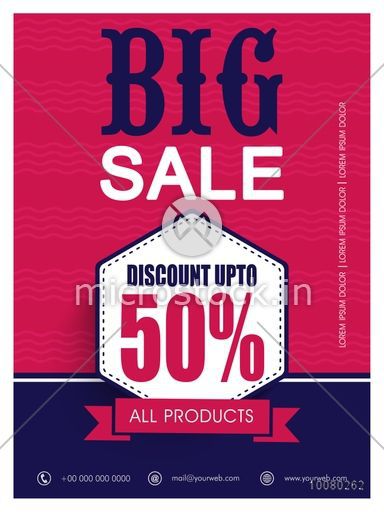 BIG
SALE
DISCOUNT UPTO
microstock.in
50%
ALL PRODUCTS
LOREM IPSUM DOLOR | LOREM IPSUM DOLOR | LOREM IPSUM DOLOR
+00 000 000 0000 mail@yourweb.com www.yourweb.com
10080262